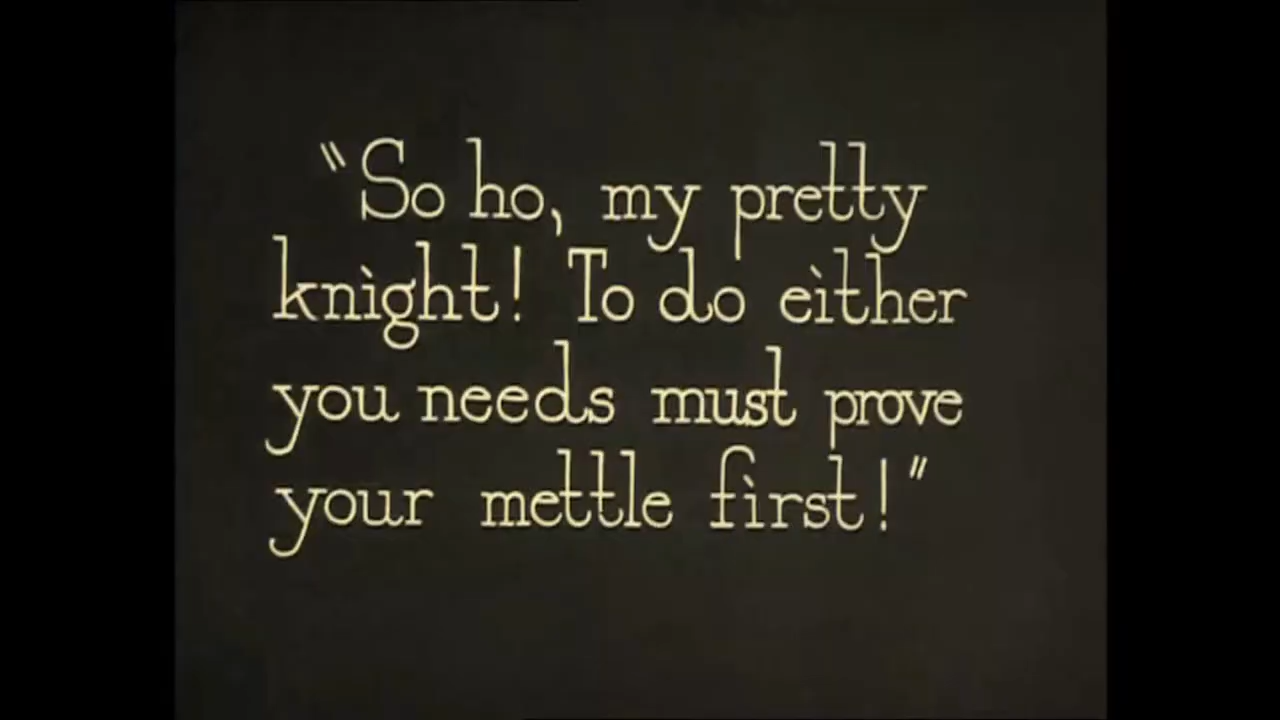 "So ho, my pretty
knight! To do either
you needs must prove
your mettle first!"